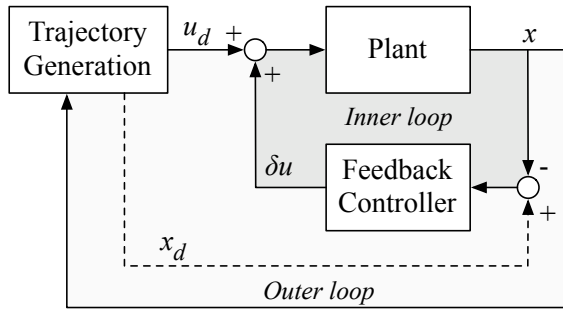 Trajectory
Generation
u_d
+
+
Plant
x
Inner loop
δu
Feedback
Controller
-
+
x_d
Outer loop